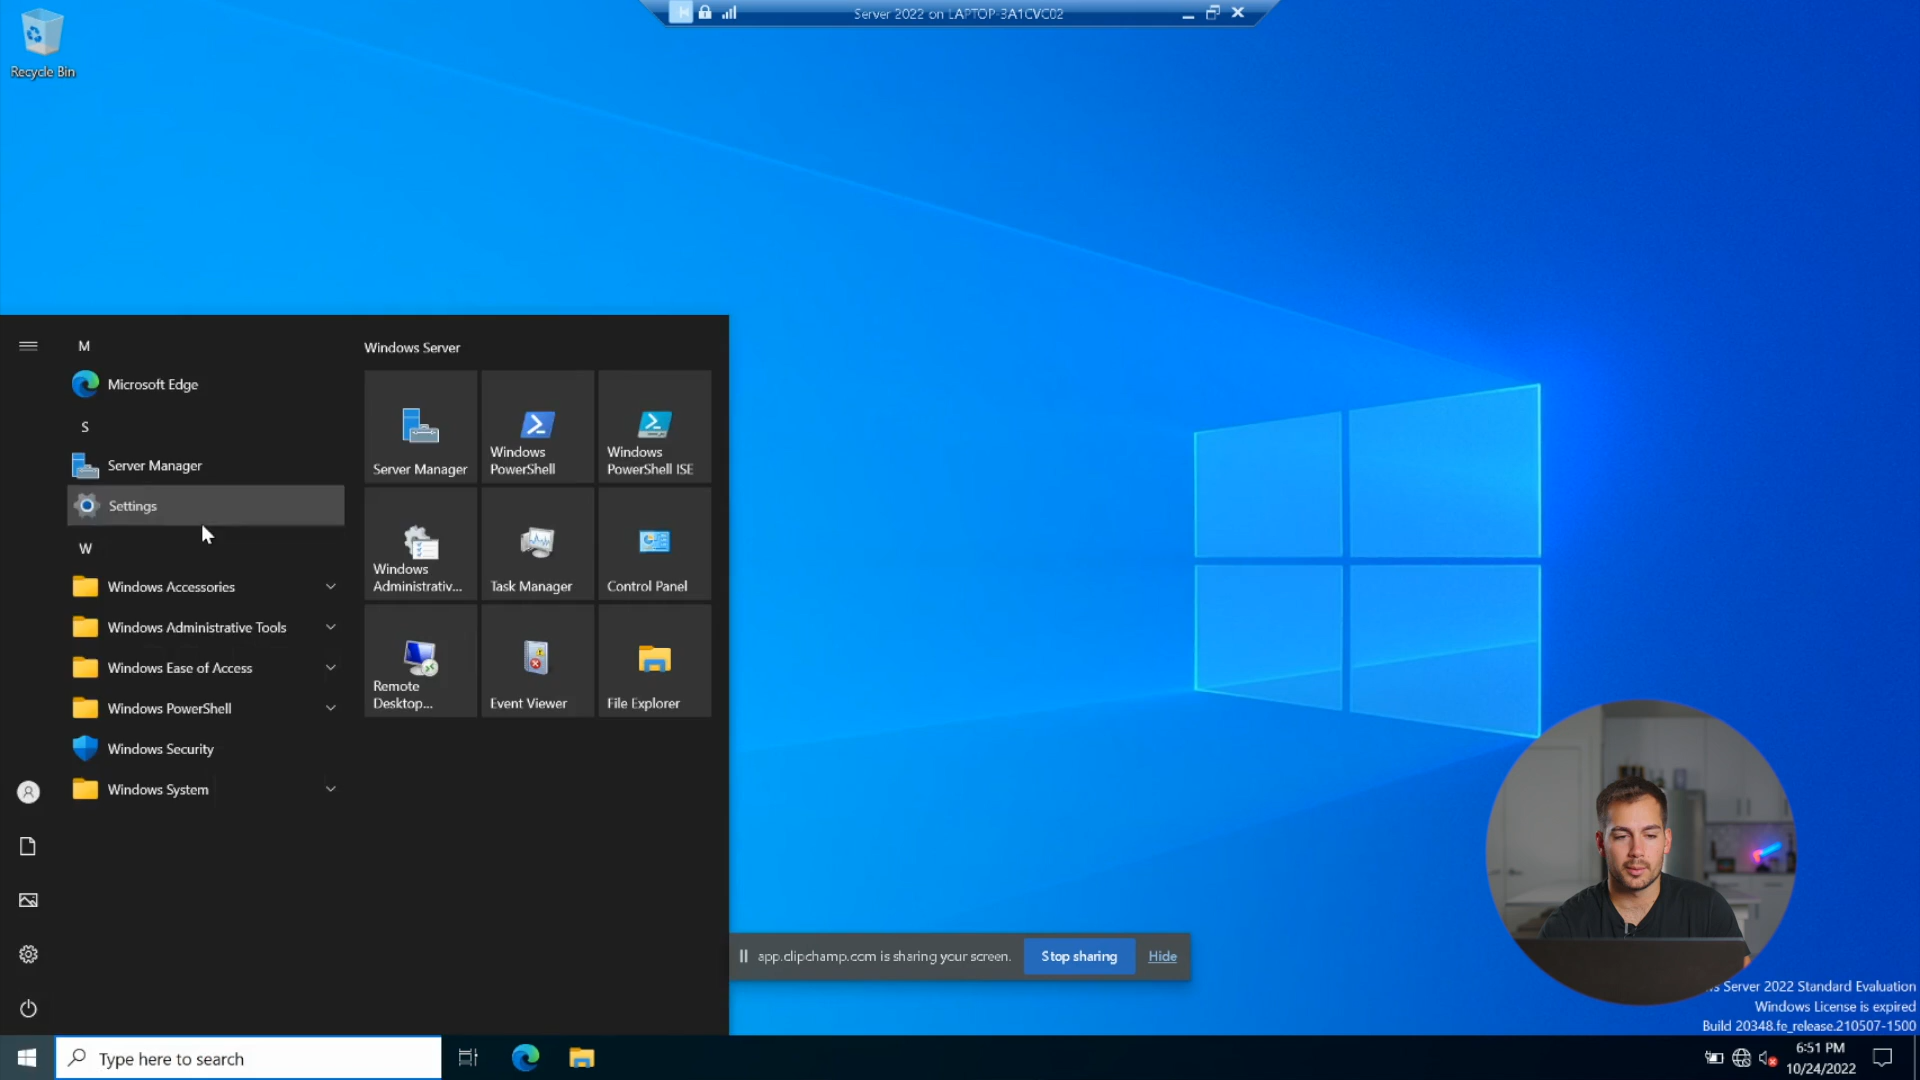 Recycle Bin
Server 2022 on LAPTOP-3A1CVC02
M
Microsoft Edge
S
Server Manager
Settings
W
Windows Accessories
Windows Administrative Tools
Windows Ease of Access
Windows PowerShell
Windows Security
Windows System
Windows Server
Server Manager
Windows
PowerShell
Windows
PowerShell ISE
Windows
Administrativ...
Task Manager
Control Panel
Remote
Desktop...
Event Viewer
File Explorer
app.clipchamp.com is sharing your screen.
Stop sharing
Hide
Server 2022 Standard Evaluation
Windows License is expired
Build 20348.fe_release.210507-1500
Type here to search
6:51 PM
10/24/2022